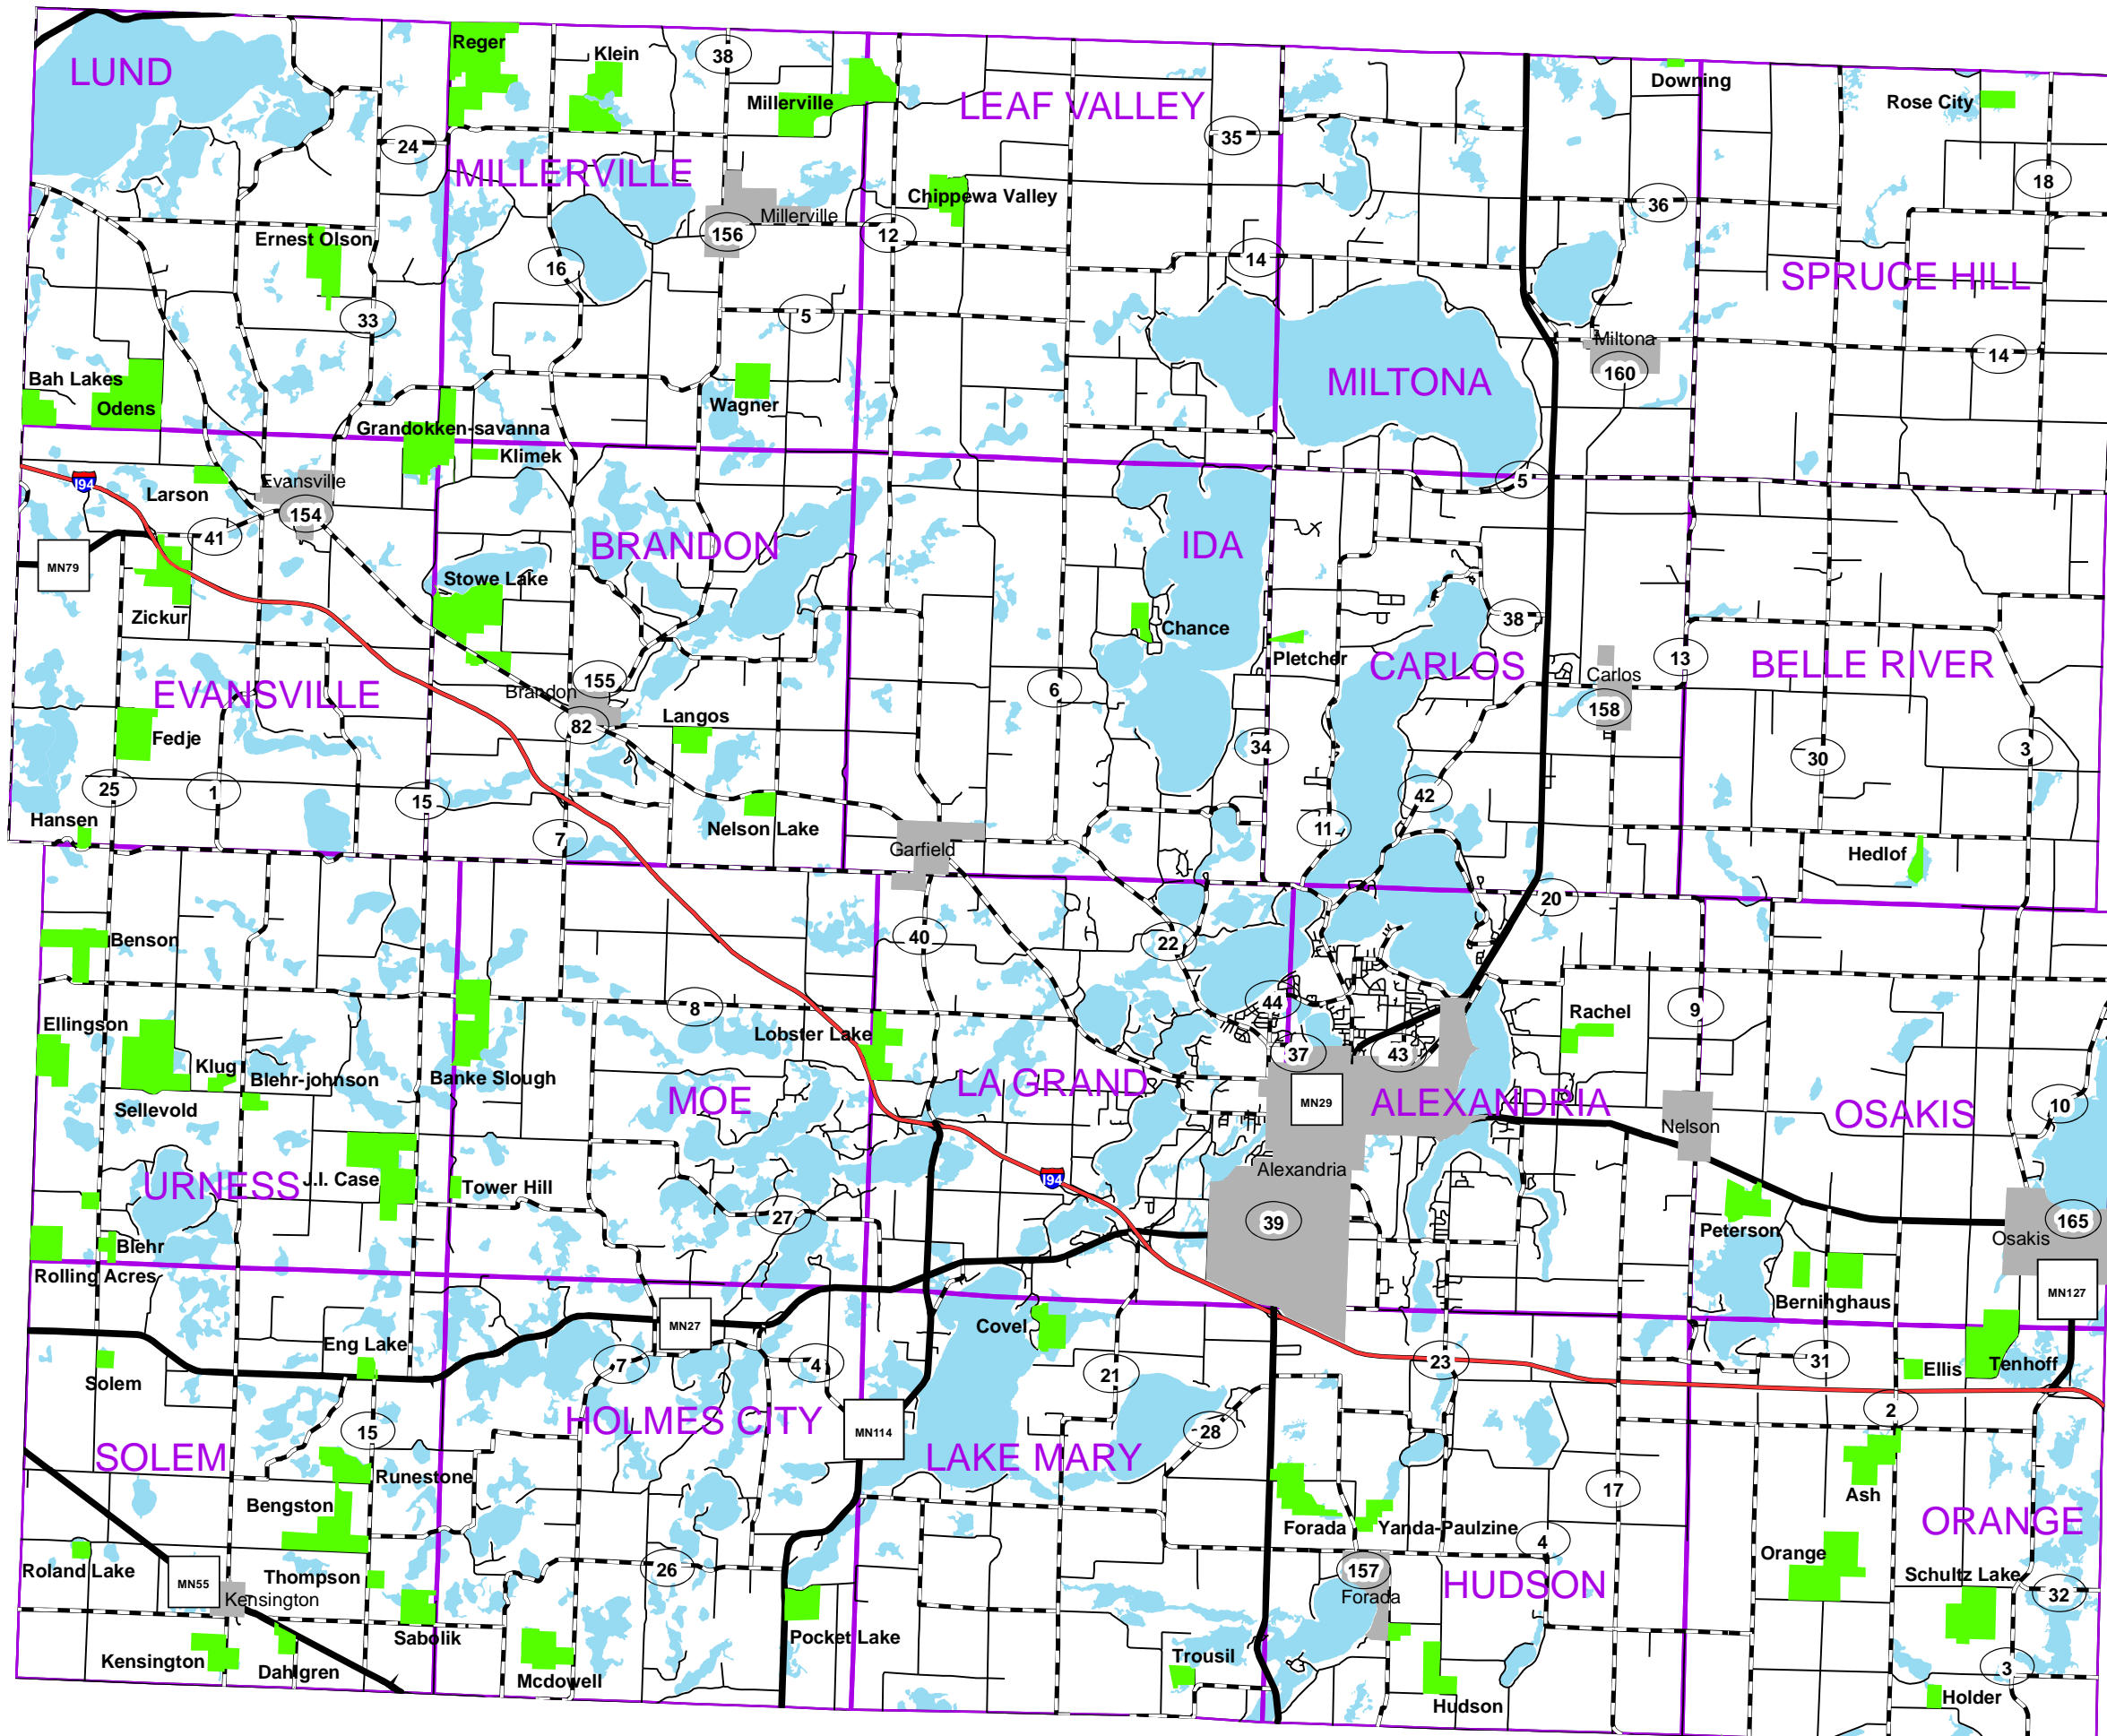 LUND
Reger
Klein
38
Millerville
LEAF VALLEY
Downing
Rose City
24
35
MILLERVILLE
18
Chippewa Valley
36
Millerville
156
12
Ernest Olson
16
14
SPRUCE HILL
33
5
Miltona
14
160
Bah Lakes
Odens
Wagner
MILTONA
Grandokken-savanna
Klimek
I94
Larson
Evansville
5
154
41
BRANDON
IDA
MN79
Stowe Lake
Zickur
38
Chance
Pletcher
CARLOS
13
BELLE RIVER
EVANSVILLE
Brandon
155
6
Carlos
158
82
Langos
Fedje
34
30
3
25
1
15
42
Hansen
7
Nelson Lake
11
Garfield
Hedlof
20
Benson
40
22
Ellingson
8
44
Rachel
9
Lobster Lake
Klug
Blehr-johnson
Banke Slough
37
43
Sellevold
MOE
LA GRAND
MN29
ALEXANDRIA
OSAKIS
10
Nelson
URNESS
J.I. Case
Tower Hill
I94
Alexandria
27
39
Peterson
165
Osakis
Blehr
Rolling Acres
MN127
Berninghaus
MN27
Covel
Eng Lake
Solem
7
4
21
23
31
Ellis
Tenhoff
2
HOLMES CITY
15
MN114
28
SOLEM
LAKE MARY
Runestone
17
Bengston
Ash
Forada
Yanda-Paulzine
ORANGE
4
Orange
Roland Lake
MN55
Thompson
26
157
HUDSON
Schultz Lake
32
Kensington
Forada
Sabolik
Pocket Lake
Kensington
Dahlgren
Mcdowell
Trousil
3
Hudson
Holder